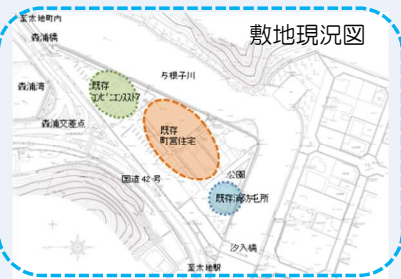 敷地現況図
至太地町内
森浦橋
与根子川
既存
コンビニエンスストア
森浦湾
既存
町営住宅
森浦交差点
国道42号
公園
既存消防屯所
汐入橋
至太地駅